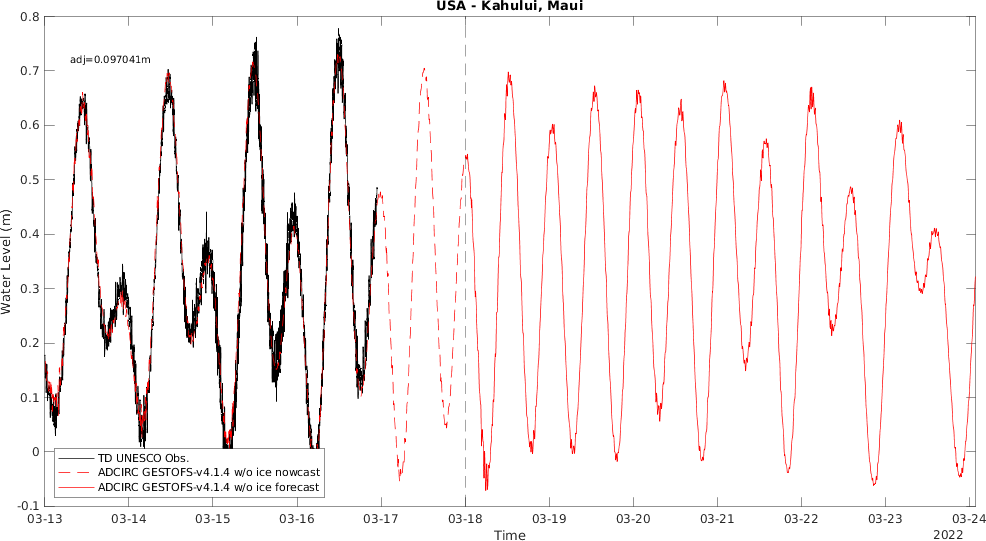 USA - Kahului, Maui
0.8
0.7
0.6
0.5
0.4
0.3
0.2
0.1
0
-0.1
Water Level (m)
adj=0.097041m
TD UNESCO Obs.
ADCIRC GESTOFS-v4.1.4 w/o ice nowcast
ADCIRC GESTOFS-v4.1.4 w/o ice forecast
03-13 03-14 03-15 03-16 03-17 03-18 03-19 03-20 03-21 03-22 03-23 03-24
Time
2022